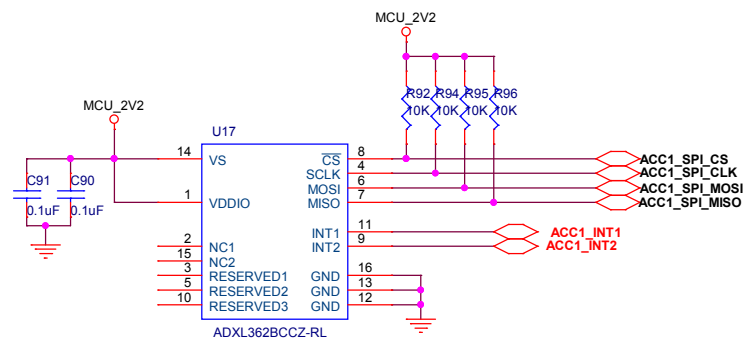 MCU_2V2
R92 R94 R95 R96
10K 10K 10K 10K
MCU_2V2
U17
14 VS
CS 8 ACC1_SPI_CS
SCLK 4 ACC1_SPI_CLK
C91 C90
MOSI 6 ACC1_SPI_MOSI
1 VDDIO
MISO 7 ACC1_SPI_MISO
0.1uF 0.1uF
INT1 11 ACC1_INT1
2 NC1
INT2 9 ACC1_INT2
15 NC2
3 RESERVED1
GND 16
5 RESERVED2
GND 13
10 RESERVED3
GND 12
ADXL362BCCZ-RL